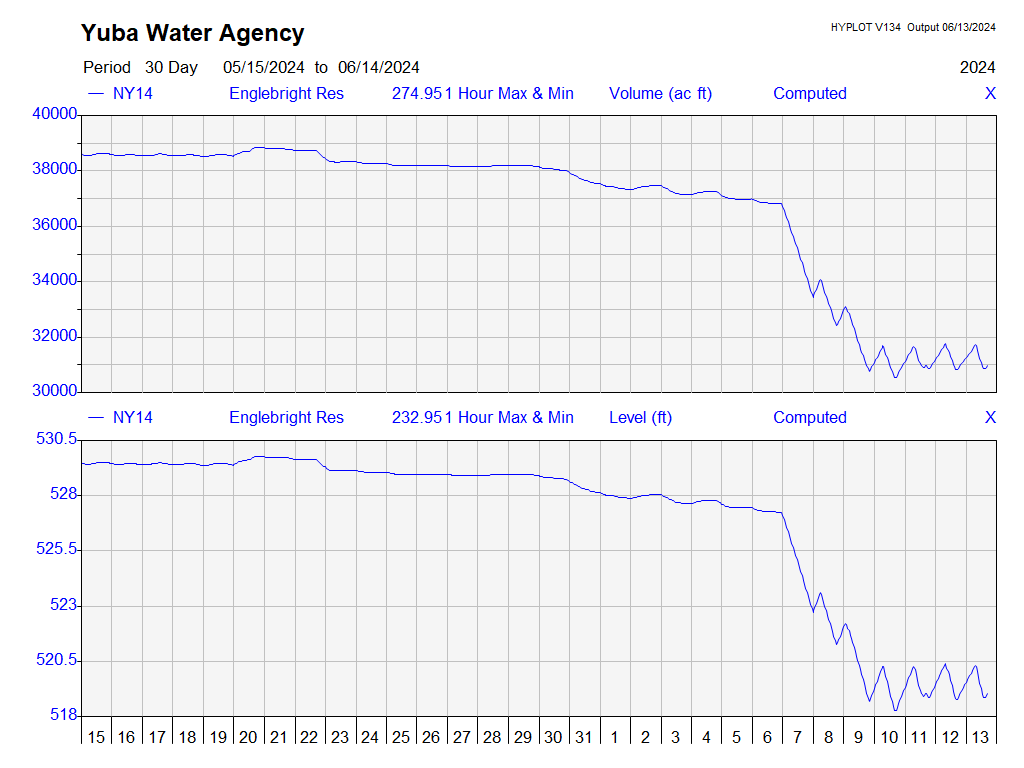 Yuba Water Agency
HYPLOT V134 Output 06/13/2024
Period 30 Day 05/15/2024 to 06/14/2024
2024
NY14 Englebright Res 274.951 Hour Max & Min Volume (ac ft) Computed X
40000
38000
36000
34000
32000
30000
NY14 Englebright Res 232.951 Hour Max & Min Level (ft) Computed X
530.5
528
525.5
523
520.5
518
15 16 17 18 19 20 21 22 23 24 25 26 27 28 29 30 31 1 2 3 4 5 6 7 8 9 10 11 12 13